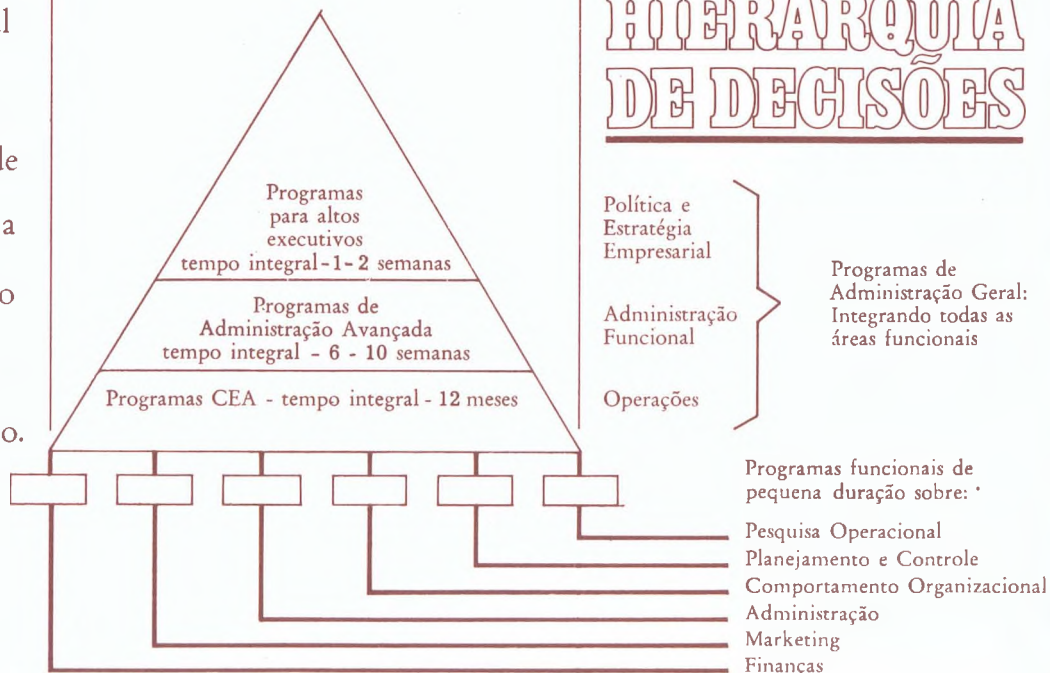 HIERARQUIA
DE DECISÕES
Programas
para altos
executivos
tempo integral-1-2 semanas
Programas de
Administração Avançada
tempo integral - 6 - 10 semanas
Programas CEA - tempo integral - 12 meses
Política e
Estratégia
Empresarial
Administração
Funcional
Operações
Programas de
Administração Geral:
Integrando todas as
áreas funcionais
Programas funcionais de
pequena duração sobre:
Pesquisa Operacional
Planejamento e Controle
Comportamento Organizacional
Administração
Marketing
Finanças